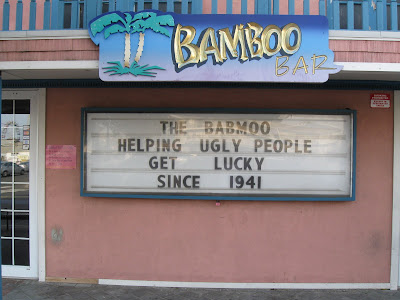 BAMBOO
BAR
THE BABMOO
HELPING UGLY PEOPLE
GET LUCKY
SINCE 1941